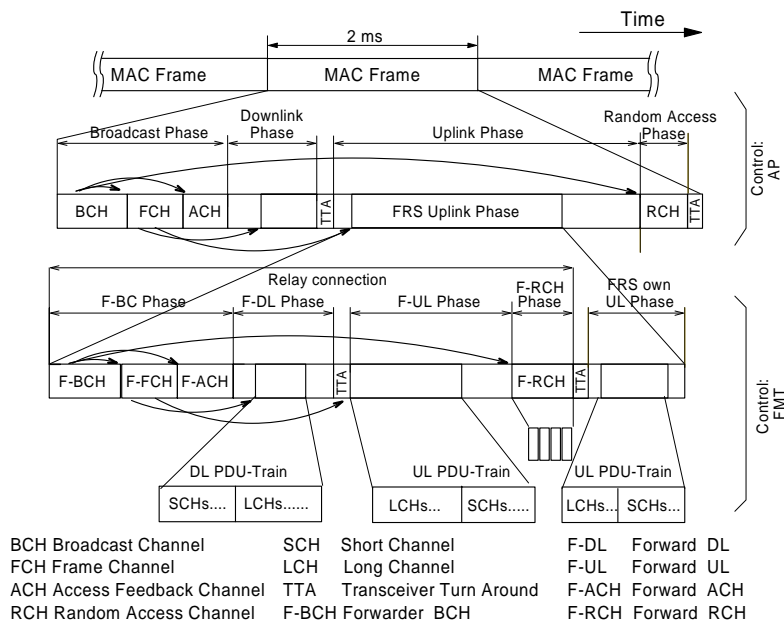 Time
2 ms
MAC Frame MAC Frame MAC Frame
Broadcast Phase
Downlink Phase
Uplink Phase
Random Access Phase
Control: AP
BCH FCH ACH TTA FRS Uplink Phase RCH TTA
Relay connection
F-BC Phase F-DL Phase F-UL Phase
F-RCH Phase
FRS own UL Phase
F-BCH F-FCH F-ACH TTA F-RCH TTA
Control: FMT
DL PDU-Train UL PDU-Train UL PDU-Train
SCHs.... LCHs...... LCHs... SCHs..... LCHs... SCHs...
BCH Broadcast Channel SCH Short Channel F-DL Forward DL
FCH Frame Channel LCH Long Channel F-UL Forward UL
ACH Access Feedback Channel TTA Transceiver Turn Around F-ACH Forward ACH
RCH Random Access Channel F-BCH Forwarder BCH F-RCH Forward RCH